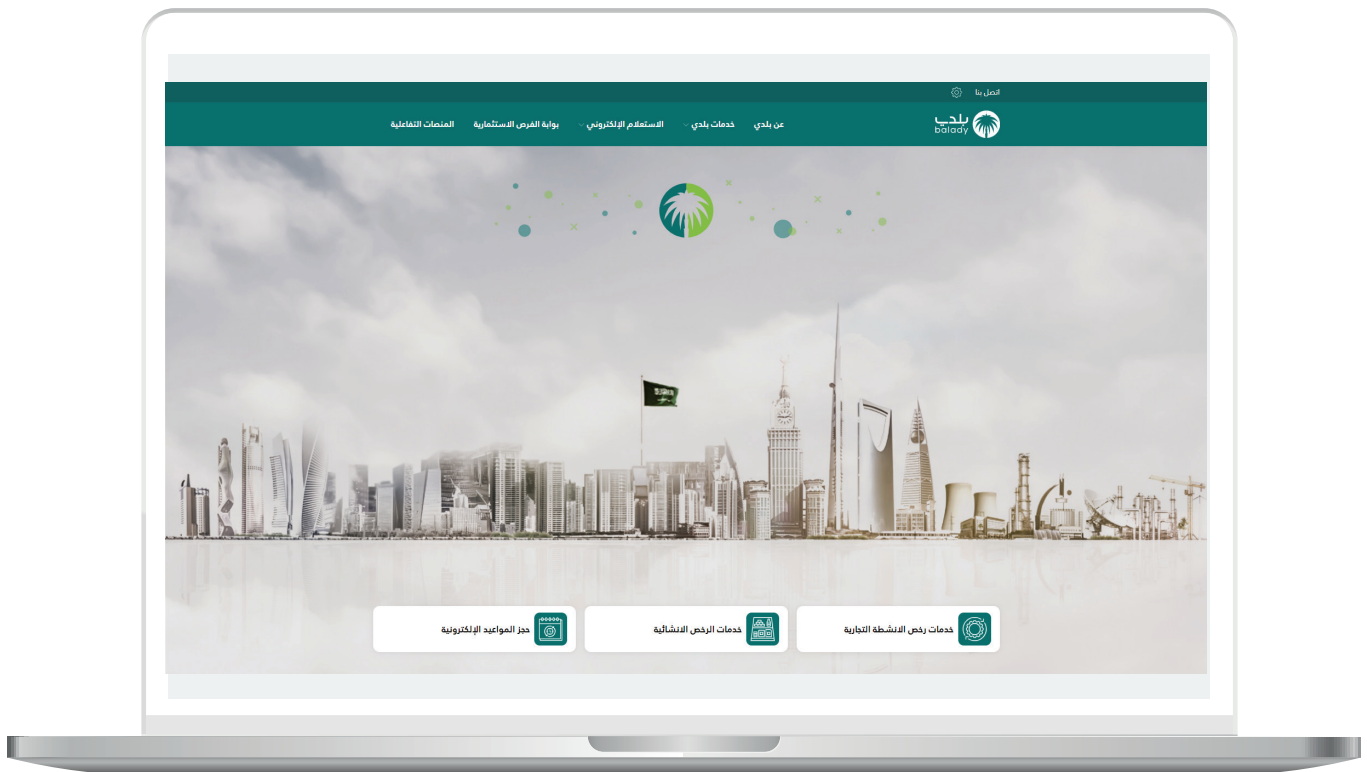 اتصل بنا
بلدي
balady
عن بلدي
خدمات بلدي
الاستعلام الإلكتروني
بوابة الفرص الاستثمارية
المنصات التفاعلية
خدمات رخص الانشطة التجارية
خدمات الرخص الانشائية
حجز المواعيد الإلكترونية